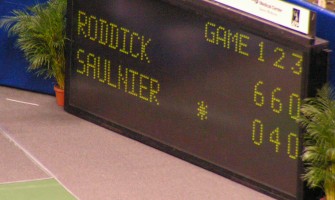 GAME 1 2 3
RODDICK 6 6 0
SAULNIER * 0 4 0